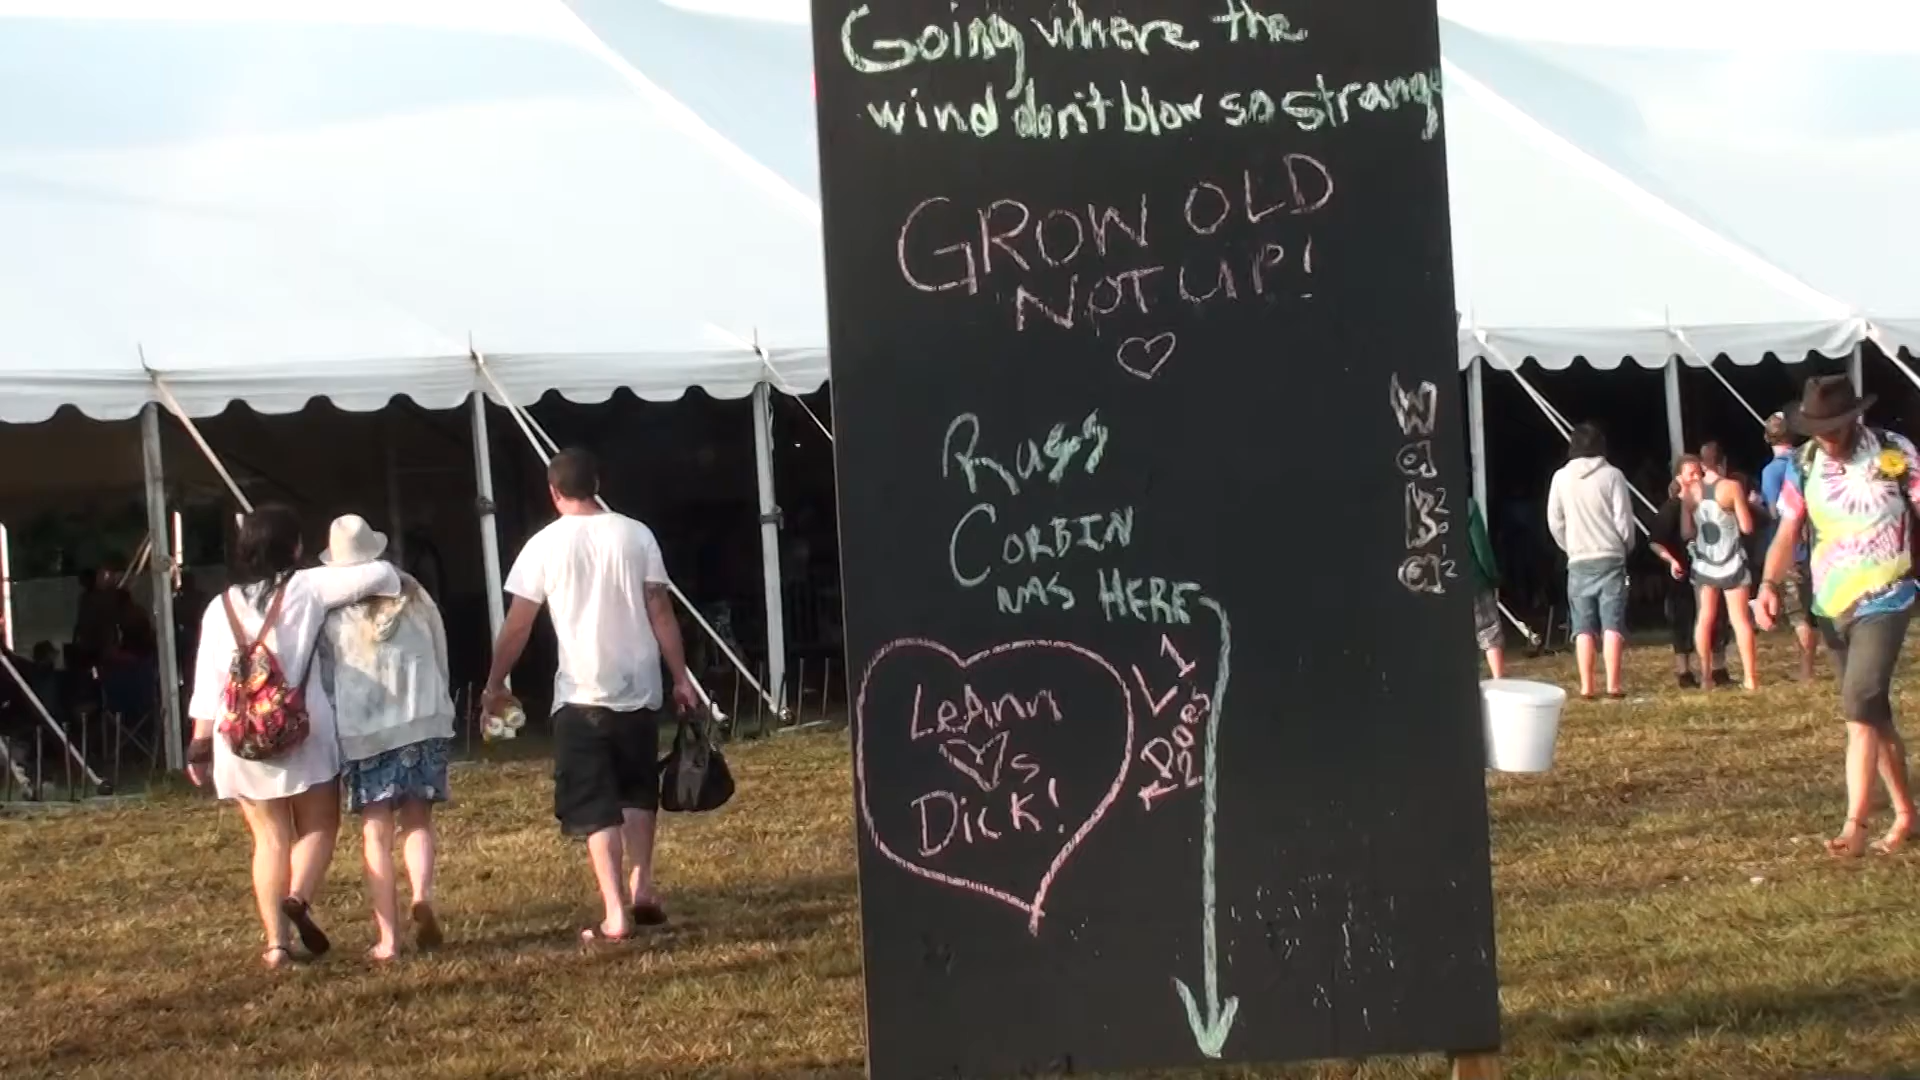 Going where the
wind don't blow so strange
GROW OLD
NOT UP!
Russ
CORBIN
WAS HERE
LeAnn
s
Dick!
L1
Does